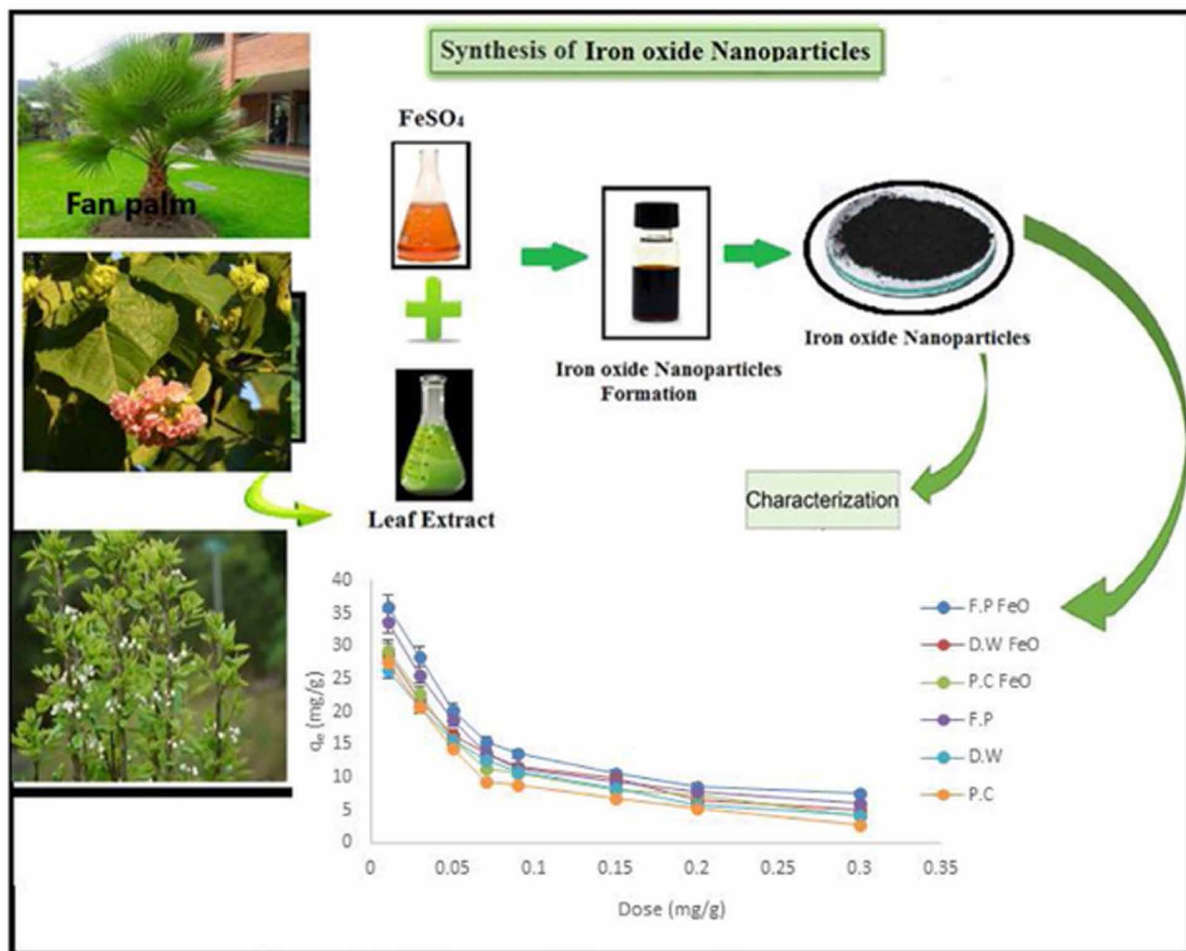 Synthesis of Iron oxide Nanoparticles
Fan palm
FeSO₄
Iron oxide Nanoparticles
Formation
Iron oxide Nanoparticles
Leaf Extract
Characterization
40
35
30
25
20
15
10
5
0
qₑ (mg/g)
0
0.05
0.1
0.15
0.2
0.25
0.3
0.35
Dose (mg/g)
F.P FeO
D.W FeO
P.C FeO
F.P
D.W
P.C